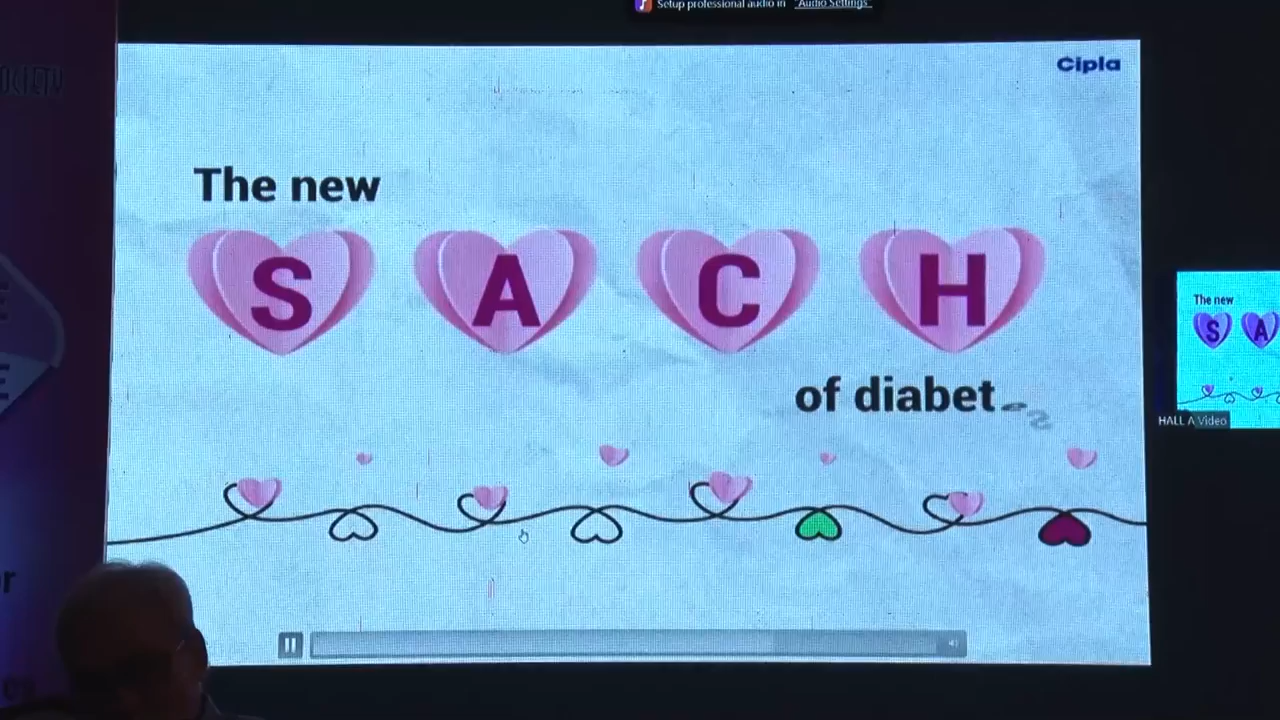 Setup professional audio in "Audio Settings"
Cipla
The new
S A C H
of diabet
The new
S A
HALL A Video